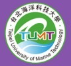 台北海洋科技大學
TUMT
Taipei University of Marine Technology